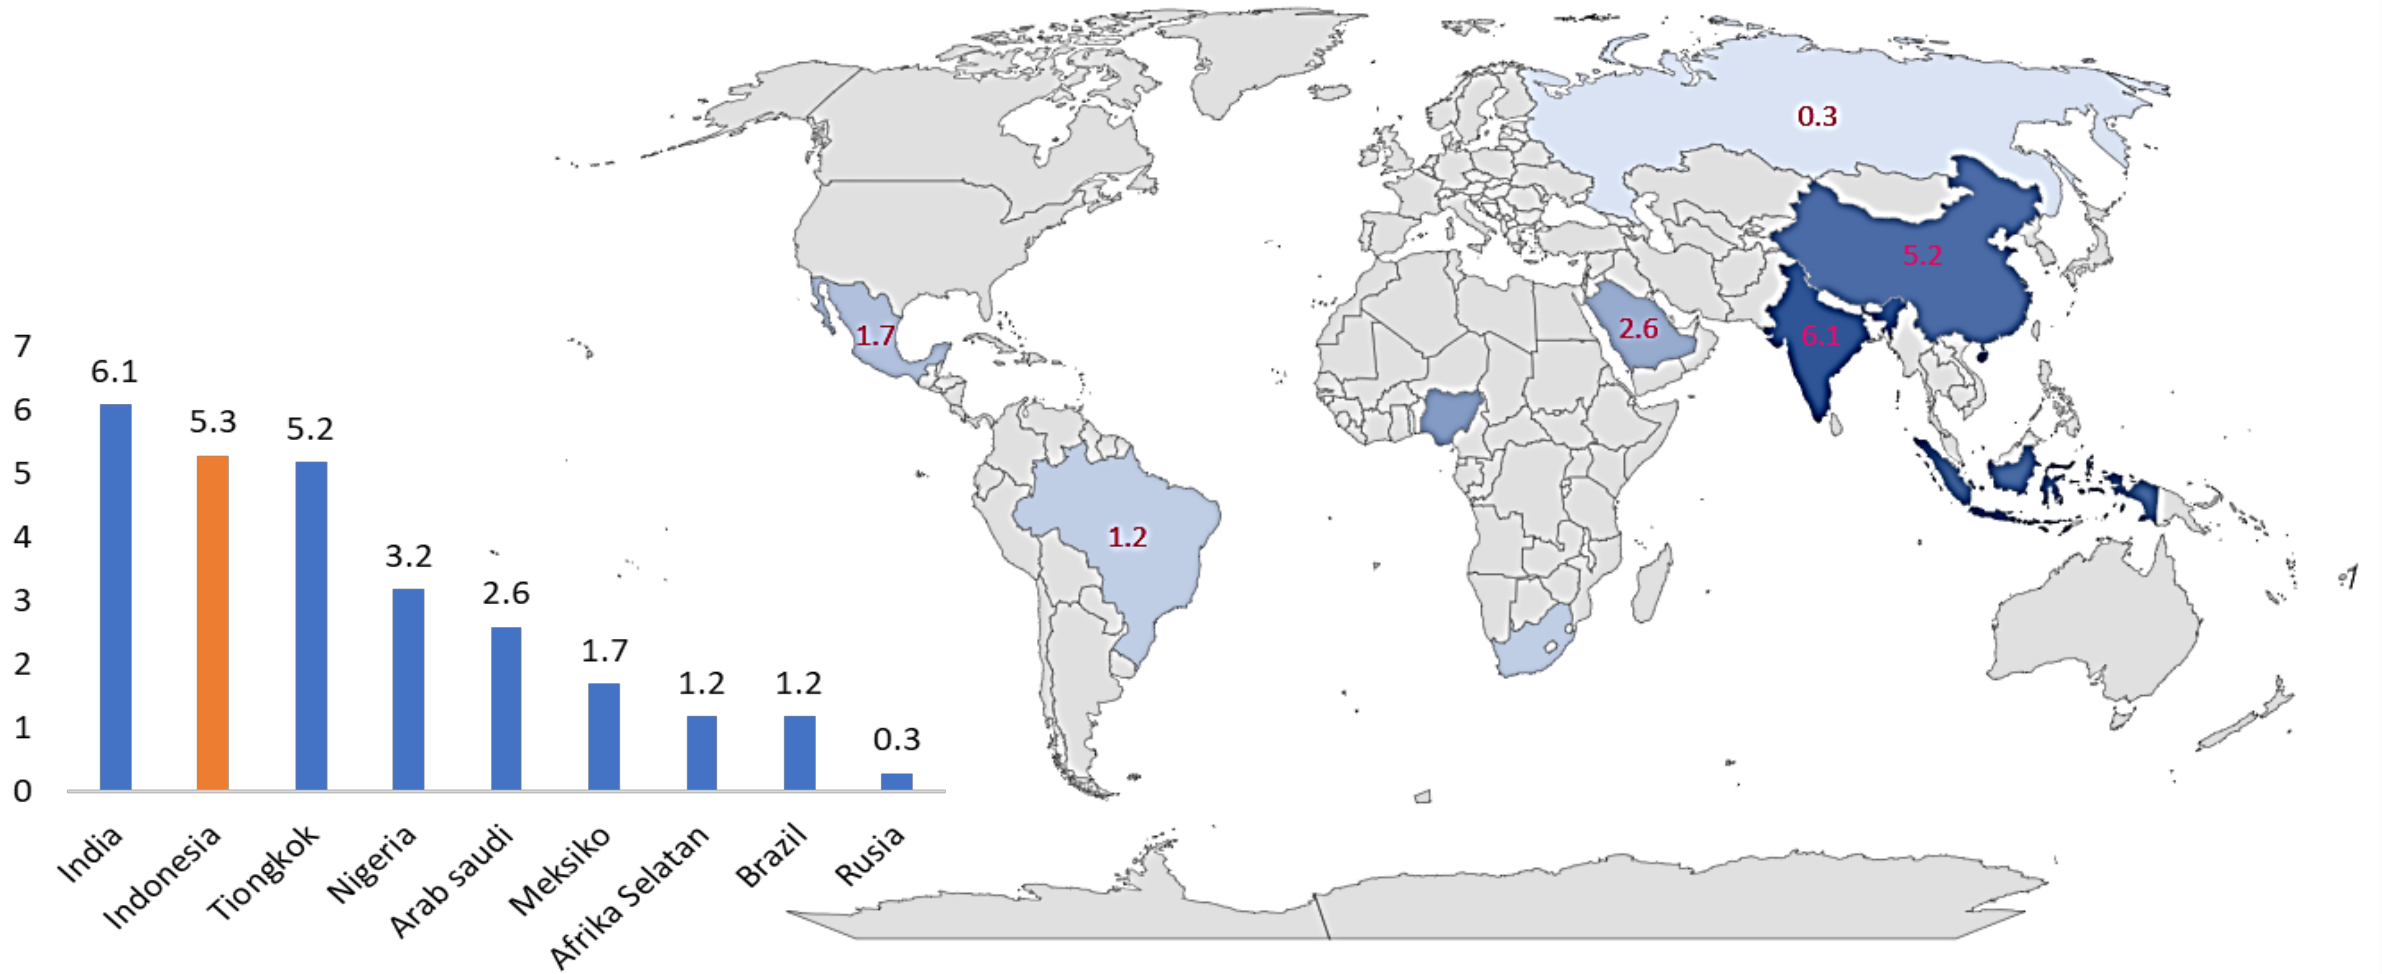 7
6
5
4
3
2
1
0
6.1
5.3
5.2
3.2
2.6
1.7
1.2
1.2
0.3
India
Indonesia
Tiongkok
Nigeria
Arab saudi
Meksiko
Afrika Selatan
Brazil
Rusia
0.3
5.2
1.7
2.6
6.1
1.2